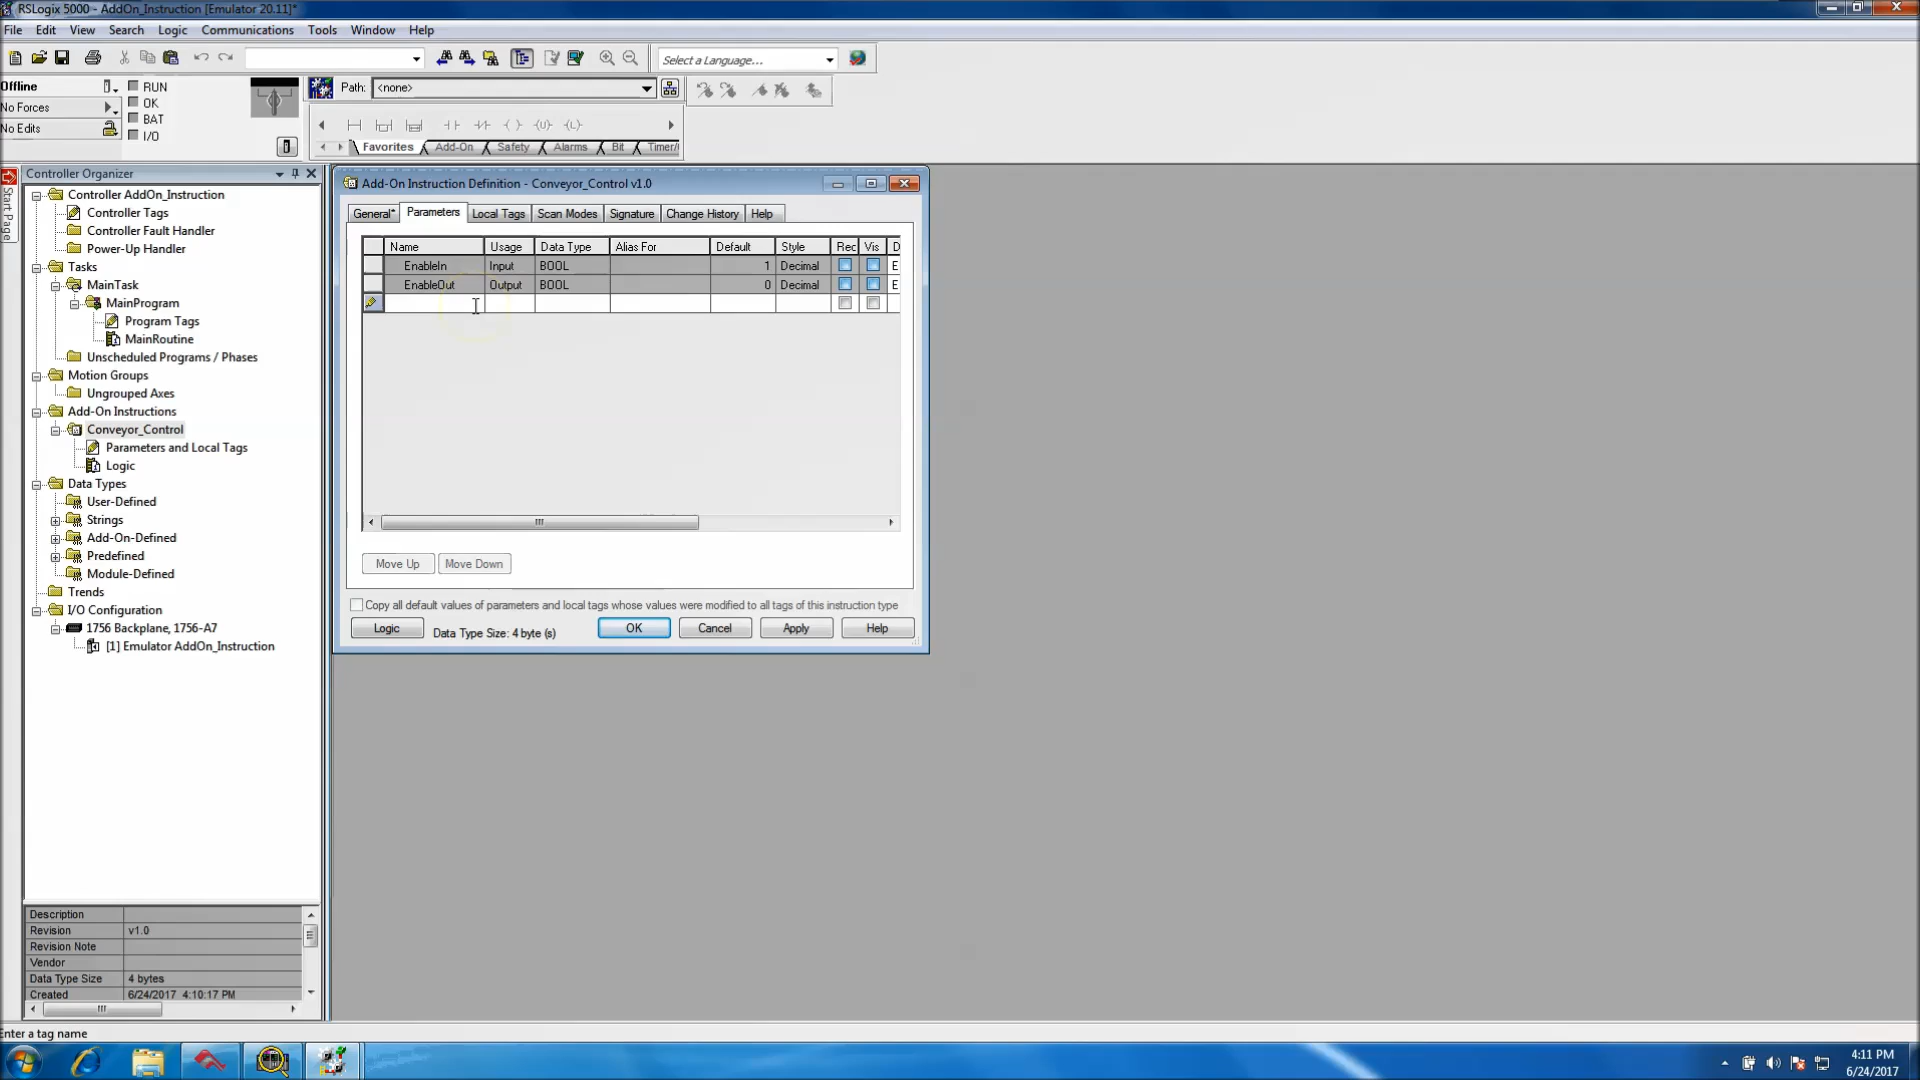 RSLogix 5000 - AddOn_Instruction [Emulator 20.11]*
File Edit View Search Logic Communications Tools Window Help
Select a Language...
Offline
RUN
No Forces
OK
No Edits
BAT
I/O
Path: <none>
Favorites Add-On Safety Alarms Bit Timer/
Start Page
Controller Organizer
Controller AddOn_Instruction
Controller Tags
Controller Fault Handler
Power-Up Handler
Tasks
MainTask
MainProgram
Program Tags
MainRoutine
Unscheduled Programs / Phases
Motion Groups
Ungrouped Axes
Add-On Instructions
Conveyor_Control
Parameters and Local Tags
Logic
Data Types
User-Defined
Strings
Add-On-Defined
Predefined
Module-Defined
Trends
I/O Configuration
1756 Backplane, 1756-A7
[1] Emulator AddOn_Instruction
Description
Revision v1.0
Revision Note
Vendor
Data Type Size 4 bytes
Created 6/24/2017 4:10:17 PM
Add-On Instruction Definition - Conveyor_Control v1.0
General* Parameters Local Tags Scan Modes Signature Change History Help
Name Usage Data Type Alias For Default Style Rec Vis D
EnableIn Input BOOL 1 Decimal E
EnableOut Output BOOL 0 Decimal E
Move Up Move Down
Copy all default values of parameters and local tags whose values were modified to all tags of this instruction type
Logic Data Type Size: 4 byte (s) OK Cancel Apply Help
Enter a tag name
4:11 PM
6/24/2017